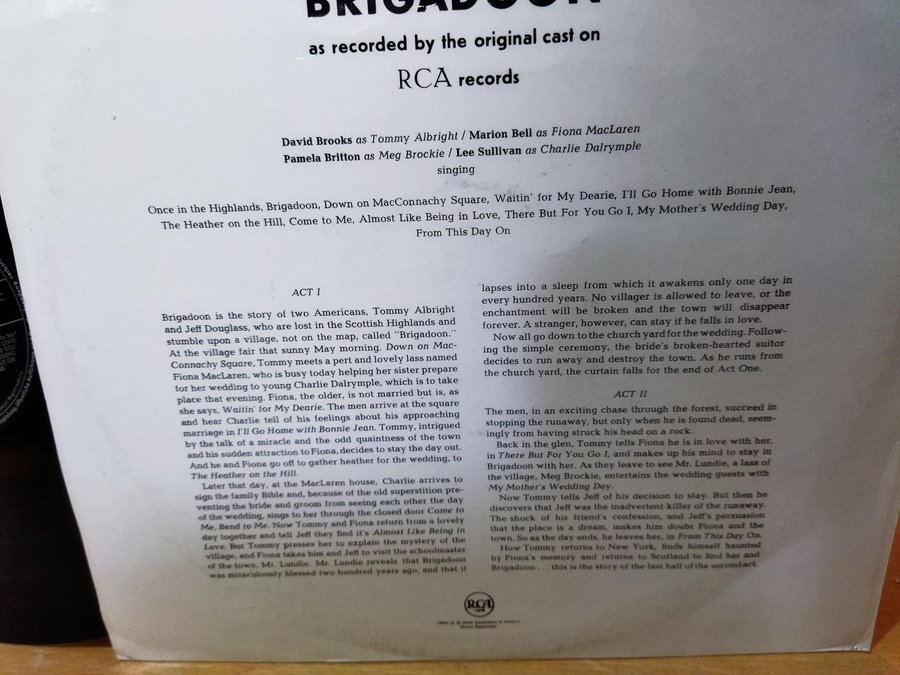 BRIGADOON
as recorded by the original cast on
RCA records
David Brooks as Tommy Albright / Marion Bell as Fiona MacLaren
Pamela Britton as Meg Brockie / Lee Sullivan as Charlie Dalrymple
singing
Once in the Highlands, Brigadoon, Down on MacConnachy Square, Waitin' for My Dearie, I'll Go Home with Bonnie Jean,
The Heather on the Hill, Come to Me, Almost Like Being in Love, There But For You Go I, My Mother's Wedding Day,
From This Day On
ACT I
Brigadoon is the story of two Americans, Tommy Albright
and Jeff Douglass, who are lost in the Scottish Highlands and
stumble upon a village, not on the map, called "Brigadoon."
At the village fair that sunny May morning. Down on Mac-
Connachy Square, Tommy meets a pert and lovely lass named
Fiona MacLaren, who is busy today helping her sister prepare
for her wedding to young Charlie Dalrymple, which is to take
place that evening. Fiona, the older, is not married but is, as
she says, Waitin' for My Dearie. The men arrive at the square
and hear Charlie tell of his feelings about his approaching
marriage in I'll Go Home with Bonnie Jean. Tommy, intrigued
by the talk of a miracle and the odd quaintness of the town
and his sudden attraction to Fiona, decides to stay the day out.
And he and Fiona go off to gather heather for the wedding, to
The Heather on the Hill.
Later that day, at the MacLaren house, Charlie arrives to
sign the family Bible and, because of the old superstition pre-
venting the bride and groom from seeing each other the day
of the wedding, sings to her through the closed door Come to
Me, Bend to Me. Now Tommy and Fiona return from a lovely
day together and tell Jeff they find it's Almost Like Being in
Love. But Tommy presses her to explain the mystery of the
village, and Fiona takes him and Jeff to visit the schoolmaster
of the town, Mr. Lundie. Mr. Lundie reveals that Brigadoon
was miraculously blessed two hundred years ago, and that it
lapses into a sleep from which it awakens only one day in
every hundred years. No villager is allowed to leave, or the
enchantment will be broken and the town will disappear
forever. A stranger, however, can stay if he falls in love.
Now all go down to the church yard for the wedding. Follow-
ing the simple ceremony, the bride's broken-hearted suitor
decides to run away and destroy the town. As he runs from
the church yard, the curtain falls for the end of Act One.
ACT II
The men, in an exciting chase through the forest, succeed in
stopping the runaway, but only when he is found dead, seem-
ingly from having struck his head on a rock.
Back in the glen, Tommy tells Fiona he is in love with her,
in There But For You Go I, and makes up his mind to stay in
Brigadoon with her. As they leave to see Mr. Lundie, a lass of
the village, Meg Brockie, entertains the wedding guests with
My Mother's Wedding Day.
Now Tommy tells Jeff of his decision to stay. But then he
discovers that Jeff was the inadvertent killer of the runaway.
The shock of his friend's confession, and Jeff's persuasion
that the place is a dream, makes him doubt Fiona and the
town. So as the day ends, he leaves her, in From This Day On.
How Tommy returns to New York, finds himself haunted
by Fiona's memory and returns to Scotland to find her and
Brigadoon . . . this is the story of the last half of the second act.
RCA